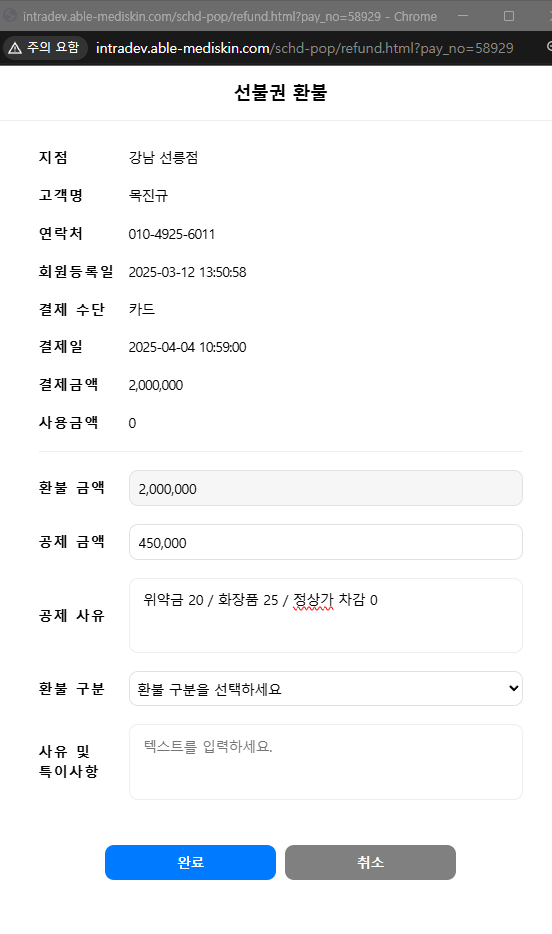 intradev.able-mediskin.com/schd-pop/refund.html?pay_no=58929 - Chrome
주의 요함 intradev.able-mediskin.com/schd-pop/refund.html?pay_no=58929
선불권 환불
지점 강남 선릉점
고객명 목진규
연락처 010-4925-6011
회원등록일 2025-03-12 13:50:58
결제 수단 카드
결제일 2025-04-04 10:59:00
결제금액 2,000,000
사용금액 0
환불 금액 2,000,000
공제 금액 450,000
공제 사유 위약금 20 / 화장품 25 / 정상가 차감 0
환불 구분 환불 구분을 선택하세요
사유 및
특이사항 텍스트를 입력하세요.
완료 취소